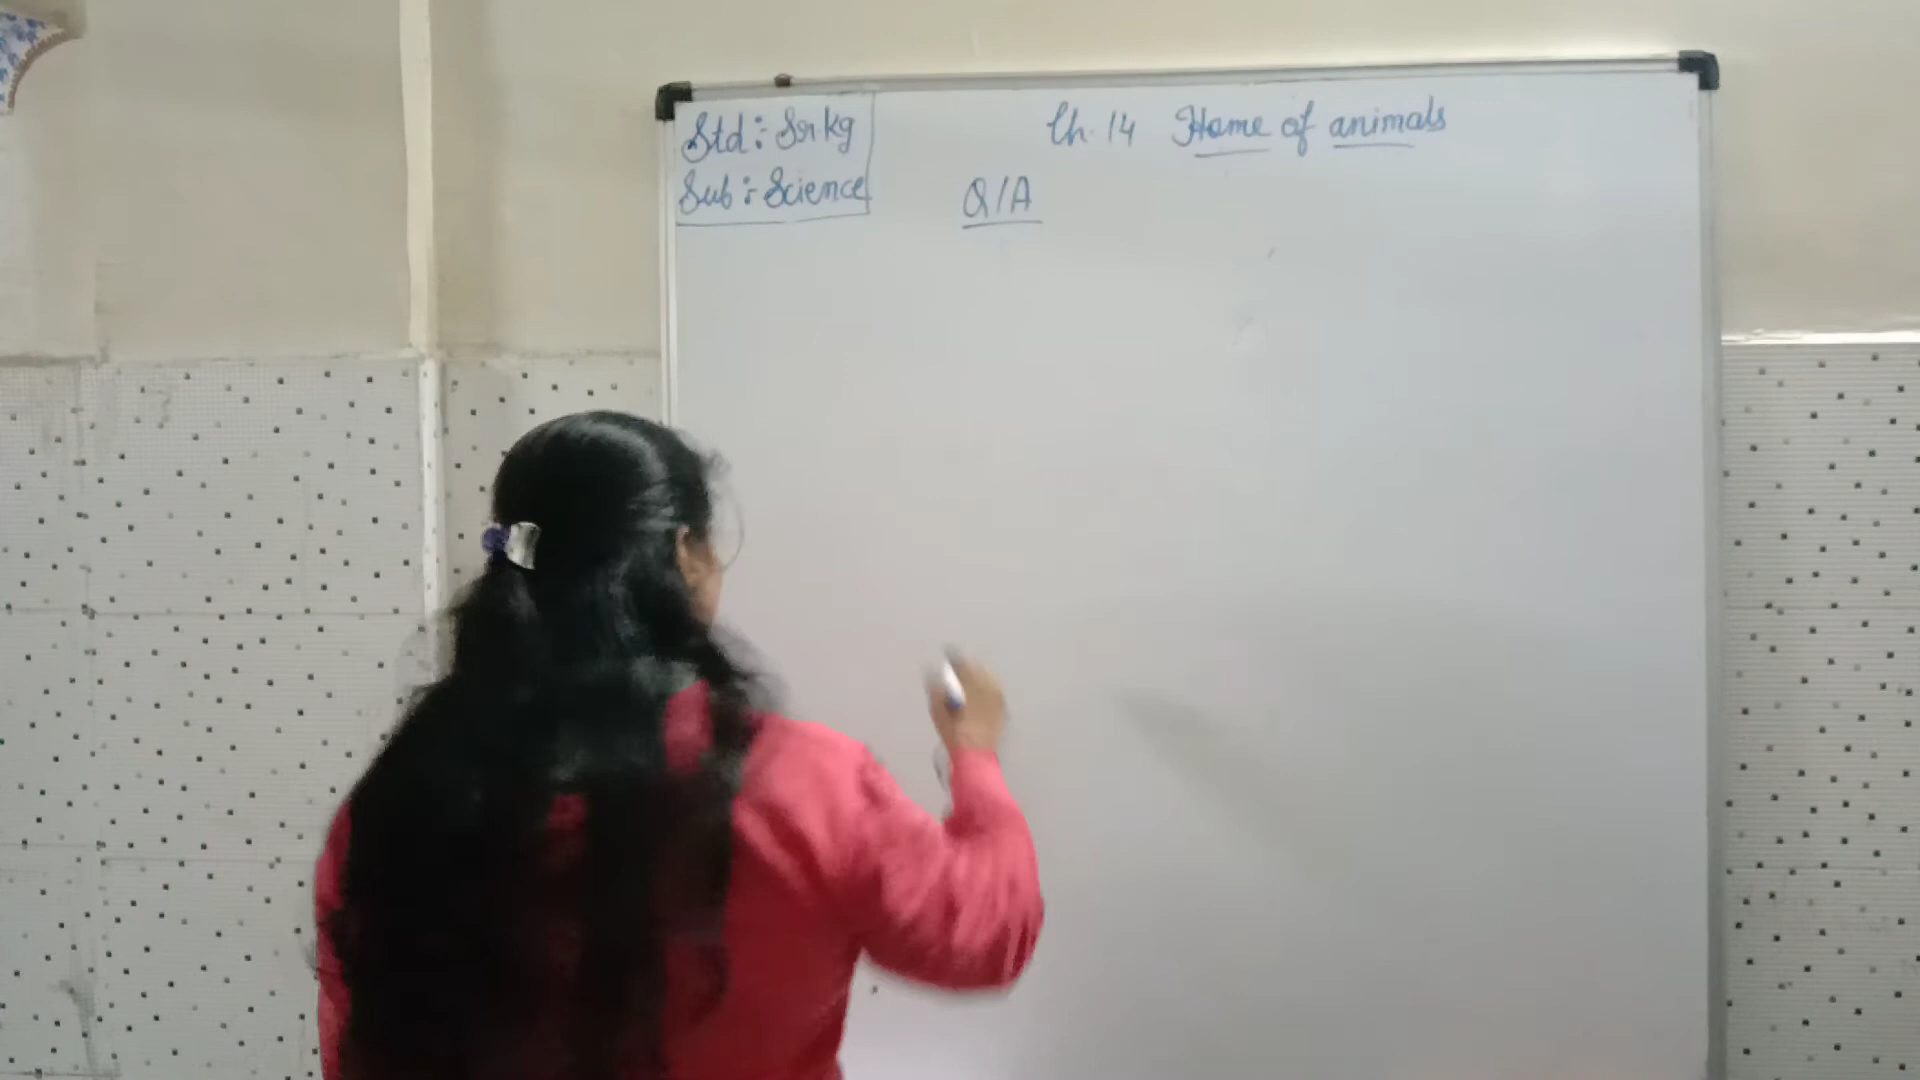 Std :- Sr.kg
Sub :- Science
Ch. 14 Home of animals
Q/A